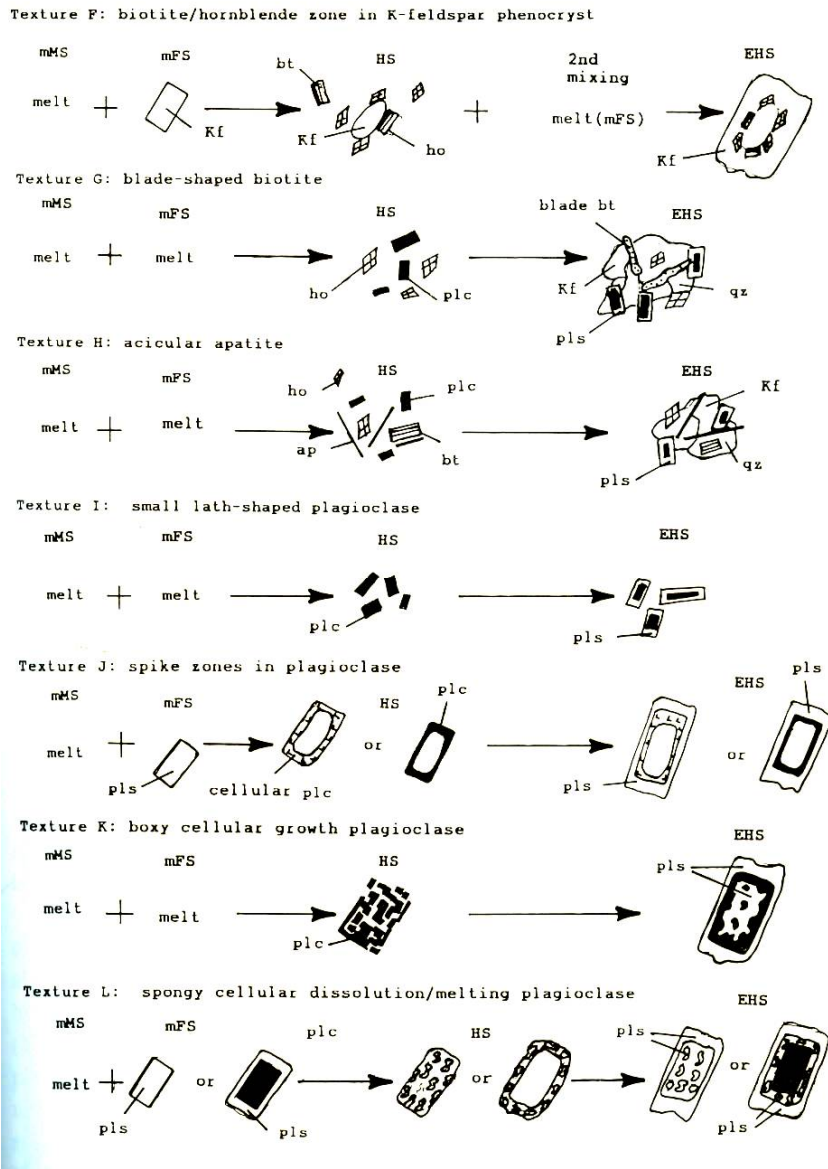 Texture F: biotite/hornblende zone in K-feldspar phenocryst
mMS mFS HS 2nd mixing EHS
melt + Kf bt Kf ho + melt(mFS) Kf
Texture G: blade-shaped biotite
mMS mFS HS blade bt EHS
melt + melt ho plc Kf qz pls
Texture H: acicular apatite
mMS mFS HS EHS
melt + melt ho plc ap bt Kf pls qz
Texture I: small lath-shaped plagioclase
mMS mFS HS EHS
melt + melt plc pls
Texture J: spike zones in plagioclase
mMS mFS HS plc EHS pls
melt + pls cellular plc or pls or
Texture K: boxy cellular growth plagioclase
mMS mFS HS EHS
melt + melt plc pls
Texture L: spongy cellular dissolution/melting plagioclase
mMS mFS plc HS EHS
melt + pls or pls or pls or pls